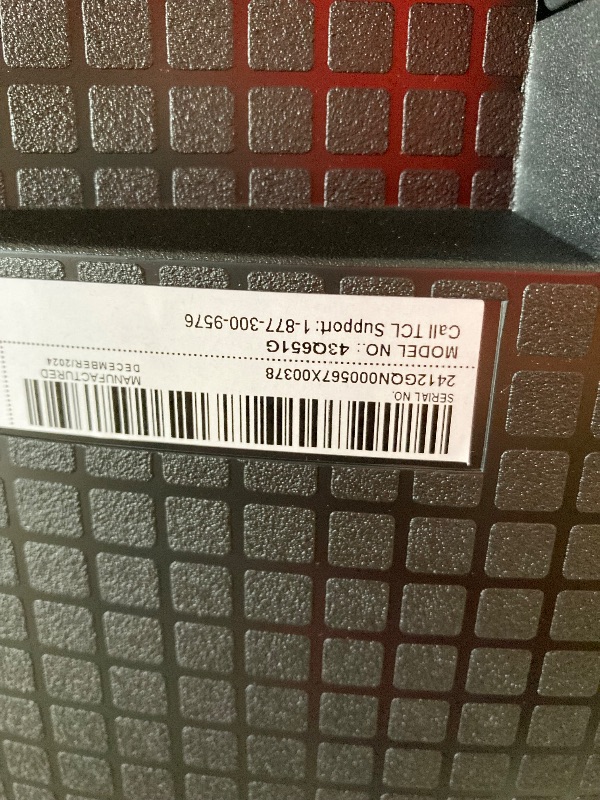 SERIAL NO.
2412GQN000567X00378
MANUFACTURED
DECEMBER/2024
MODEL NO.: 43Q651G
Call TCL Support: 1-877-300-9576